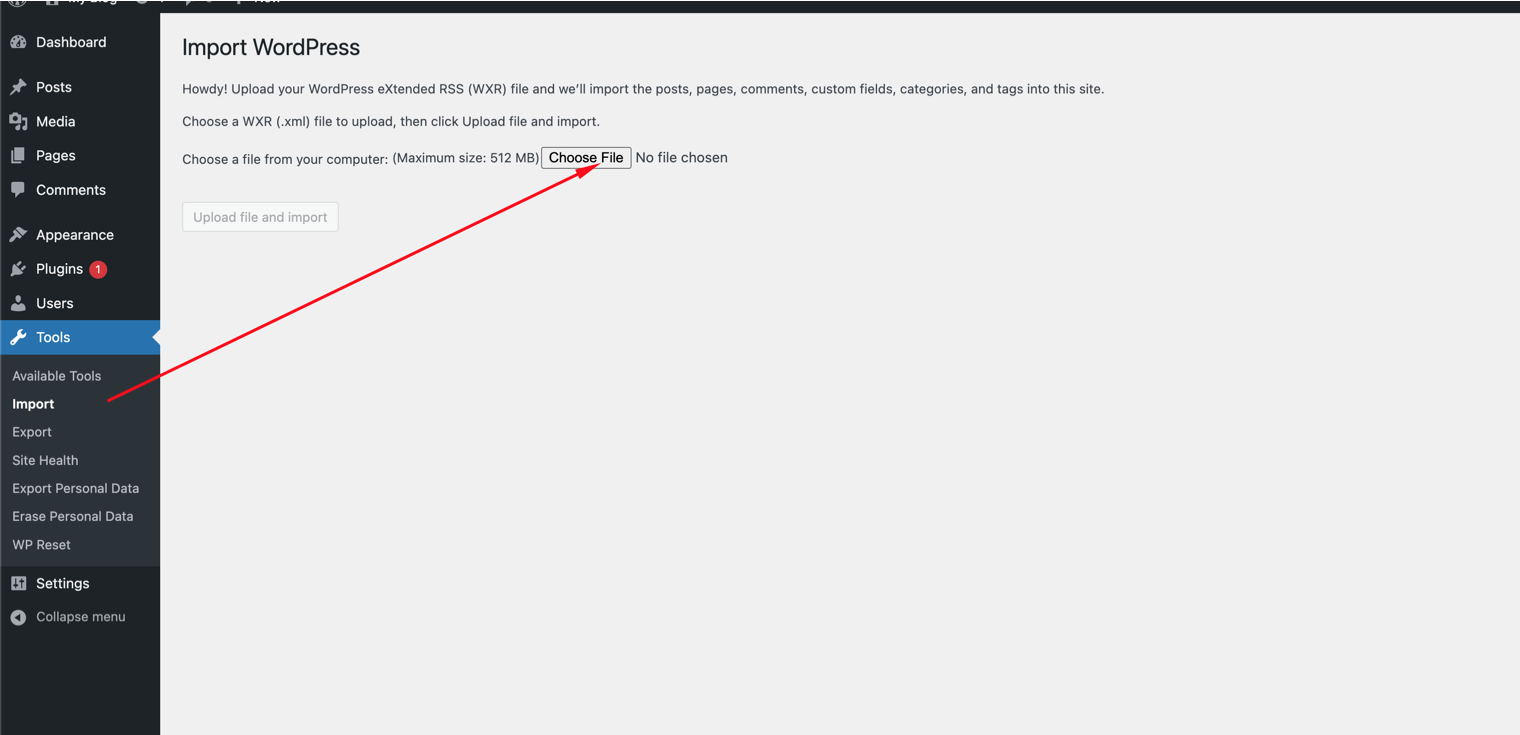 Dashboard
Posts
Media
Pages
Comments
Appearance
Plugins 1
Users
Tools
Available Tools
Import
Export
Site Health
Export Personal Data
Erase Personal Data
WP Reset
Settings
Collapse menu
Import WordPress
Howdy! Upload your WordPress eXtended RSS (WXR) file and we’ll import the posts, pages, comments, custom fields, categories, and tags into this site.
Choose a WXR (.xml) file to upload, then click Upload file and import.
Choose a file from your computer: (Maximum size: 512 MB) Choose File No file chosen
Upload file and import